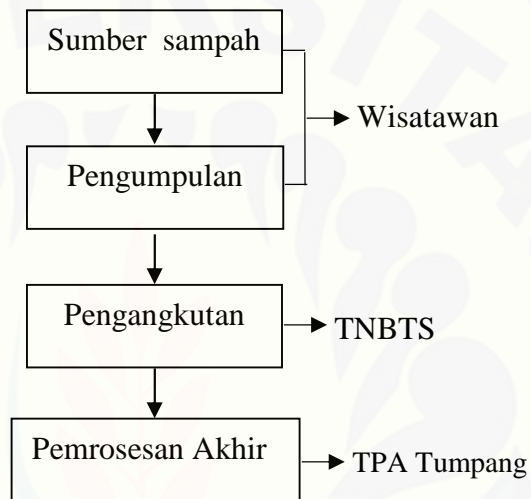 Sumber sampah
Wisatawan
Pengumpulan
Pengangkutan
TNBTS
Pemrosesan Akhir
TPA Tumpang